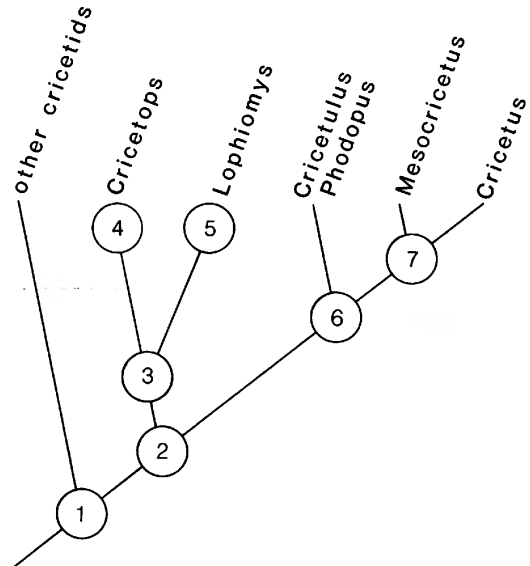 other cricetids
Cricetops
Lophiomys
Cricetulus
Phodopus
Mesocricetus
Cricetus
4
5
7
6
3
2
1